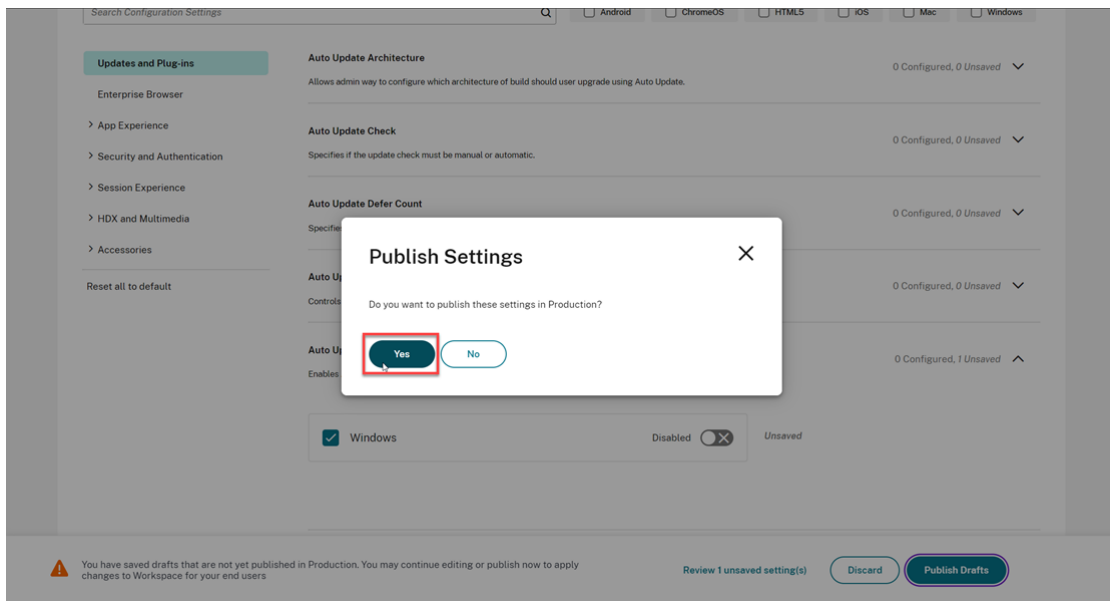 Search Configuration Settings
Android
ChromeOS
HTML5
iOS
Mac
Windows
Updates and Plug-ins
Enterprise Browser
App Experience
Security and Authentication
Session Experience
HDX and Multimedia
Accessories
Reset all to default
Auto Update Architecture
0 Configured, 0 Unsaved
Allows admin way to configure which architecture of build should user upgrade using Auto Update.
Auto Update Check
0 Configured, 0 Unsaved
Specifies if the update check must be manual or automatic.
Auto Update Defer Count
0 Configured, 0 Unsaved
Auto
0 Configured, 0 Unsaved
Controls
Auto
0 Configured, 1 Unsaved
Enables
Publish Settings
Do you want to publish these settings in Production?
Yes
No
Windows
Disabled
Unsaved
You have saved drafts that are not yet published in Production. You may continue editing or publish now to apply
changes to Workspace for your end users
Review 1 unsaved setting(s)
Discard
Publish Drafts